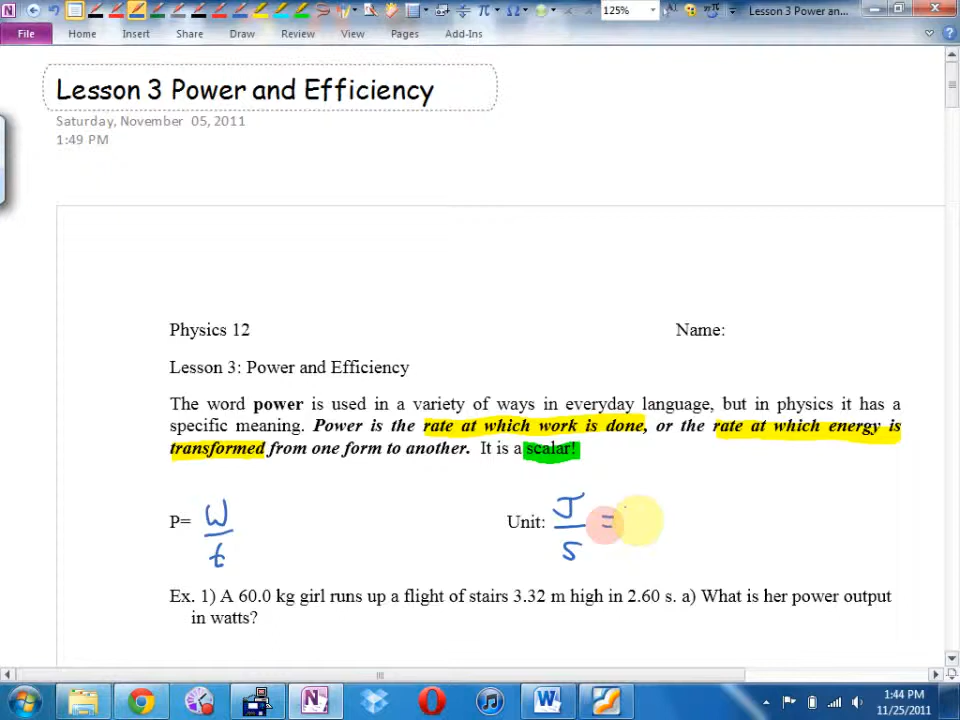 125%
Lesson 3 Power an...
File Home Insert Share Draw Review View Pages Add-Ins
Lesson 3 Power and Efficiency
Saturday, November 05, 2011
1:49 PM
Physics 12 Name:
Lesson 3: Power and Efficiency
The word power is used in a variety of ways in everyday language, but in physics it has a
specific meaning. Power is the rate at which work is done, or the rate at which energy is
transformed from one form to another. It is a scalar!
P= W/t Unit: J/s =
Ex. 1) A 60.0 kg girl runs up a flight of stairs 3.32 m high in 2.60 s. a) What is her power output
in watts?
1:44 PM
11/25/2011